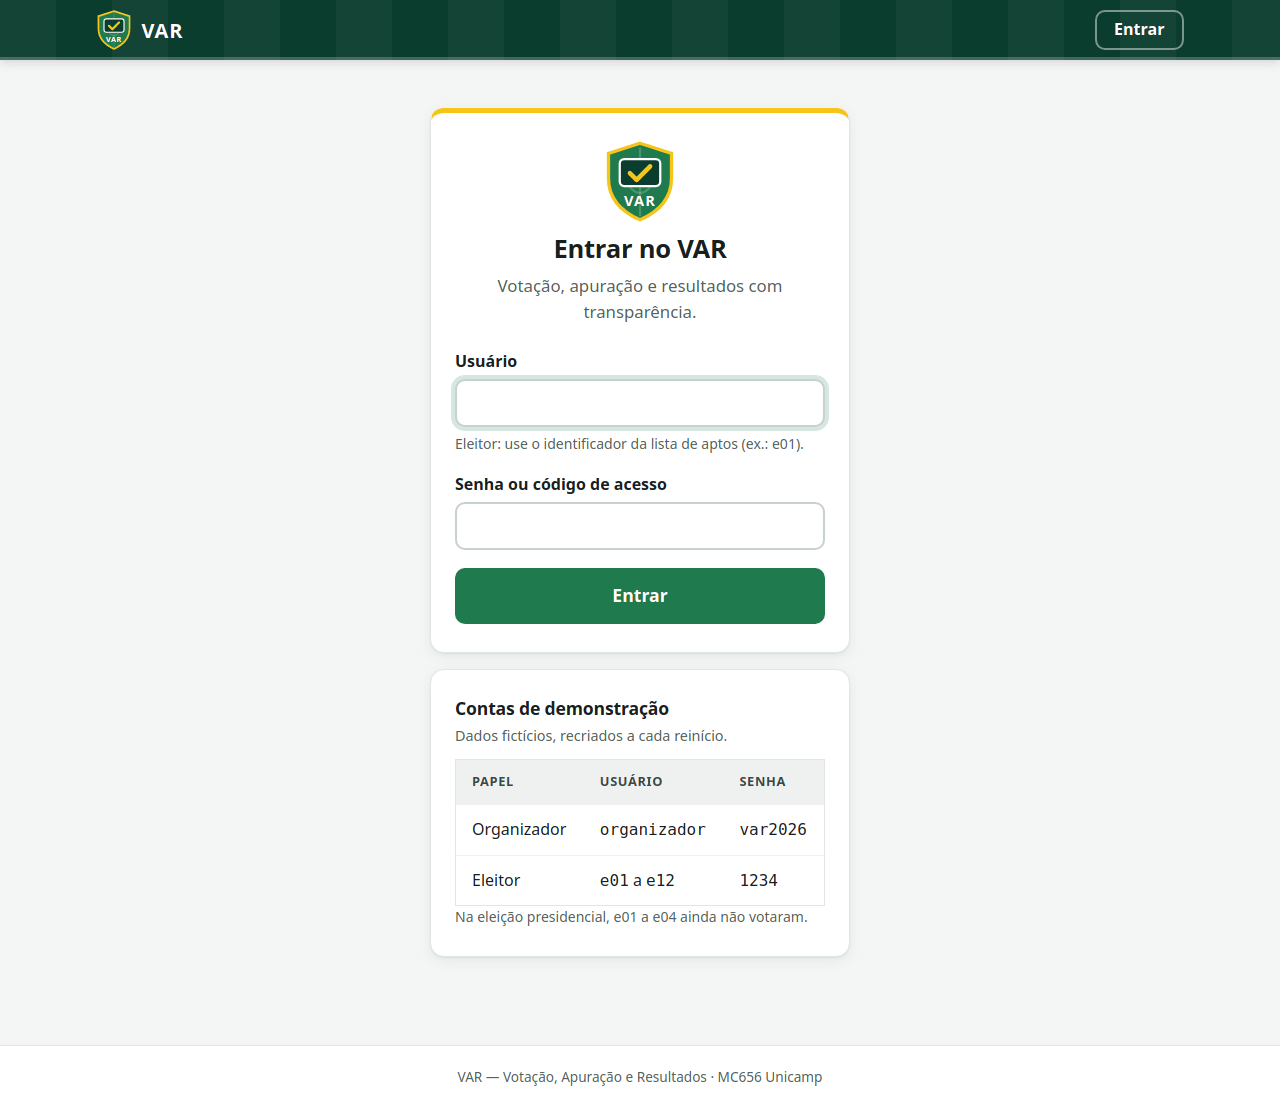 VAR
VAR
Entrar
VAR
Entrar no VAR
Votação, apuração e resultados com
transparência.
Usuário
Eleitor: use o identificador da lista de aptos (ex.: e01).
Senha ou código de acesso
Entrar
Contas de demonstração
Dados fictícios, recriados a cada reinício.
PAPEL USUÁRIO SENHA
Organizador organizador var2026
Eleitor e01 a e12 1234
Na eleição presidencial, e01 a e04 ainda não votaram.
VAR — Votação, Apuração e Resultados · MC656 Unicamp